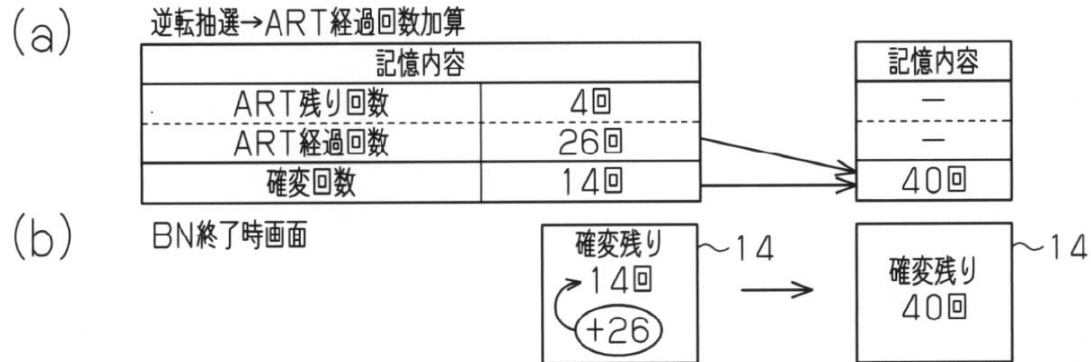 (a) 逆転抽選→ART経過回数加算
記憶内容 記憶内容
ART残り回数 4回 —
ART経過回数 26回 —
確変回数 14回 40回
(b) BN終了時画面
確変残り 14回 +26 14
確変残り 40回 14